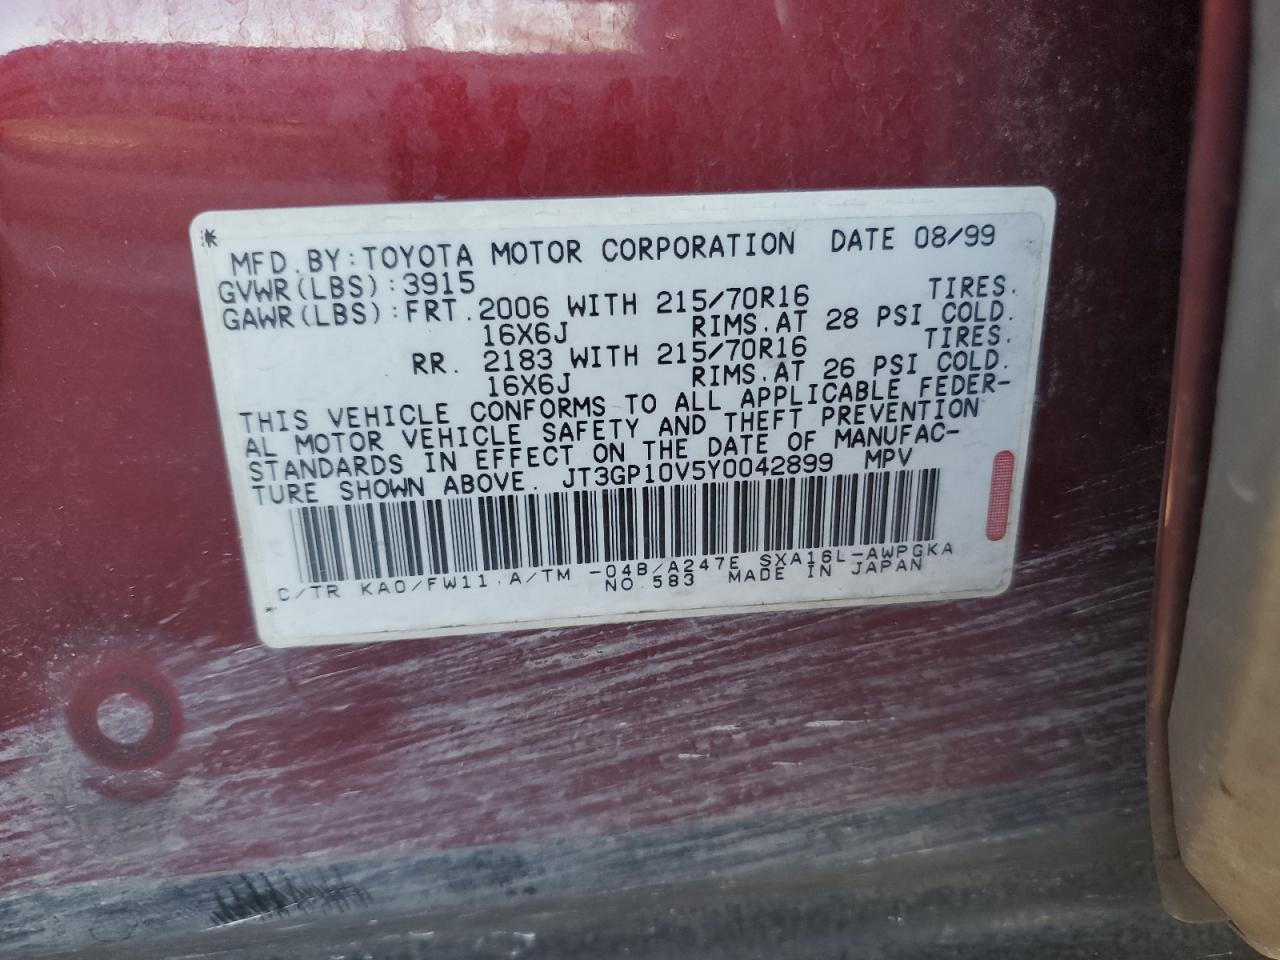 MFD.BY:TOYOTA MOTOR CORPORATION DATE 08/99
GVWR(LBS):3915
GAWR(LBS):FRT.2006 WITH 215/70R16 TIRES.
16X6J RIMS.AT 28 PSI COLD.
RR. 2183 WITH 215/70R16 TIRES.
16X6J RIMS.AT 26 PSI COLD.
THIS VEHICLE CONFORMS TO ALL APPLICABLE FEDER-
AL MOTOR VEHICLE SAFETY AND THEFT PREVENTION
STANDARDS IN EFFECT ON THE DATE OF MANUFAC-
TURE SHOWN ABOVE. JT3GP10V5Y0042899 MPV
C/TR KA0/FW11.A/TM -04B/A247E SXA16L-AWPGKA
NO.583 MADE IN JAPAN